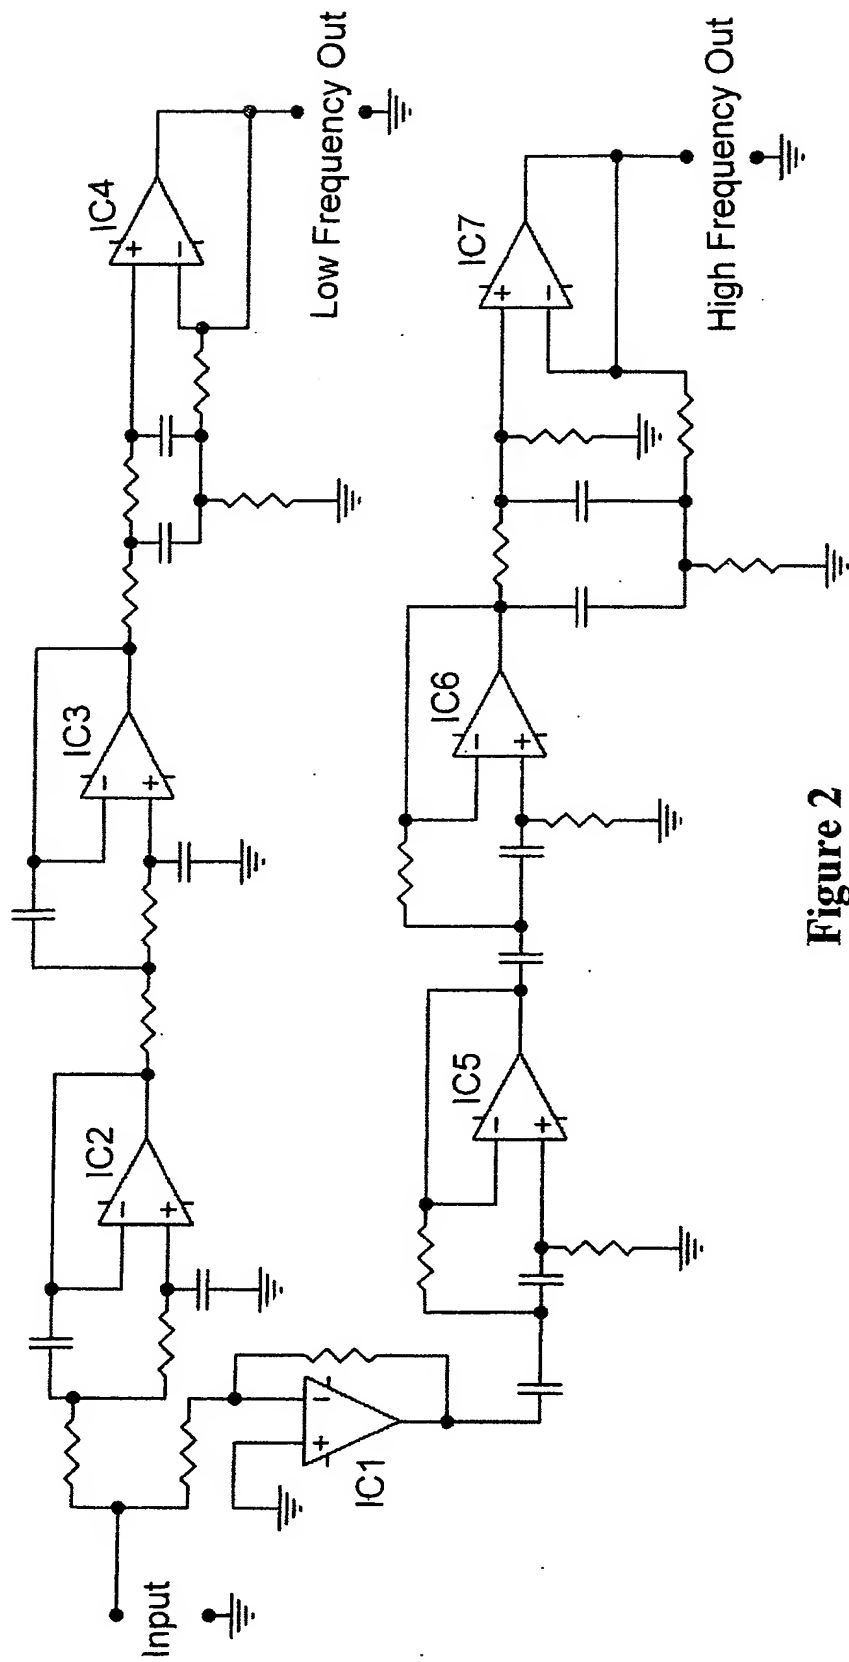 Input
IC1
+
−
IC2
−
+
IC3
−
+
IC4
+
−
Low Frequency Out
IC5
−
+
IC6
−
+
IC7
+
−
High Frequency Out
Figure 2